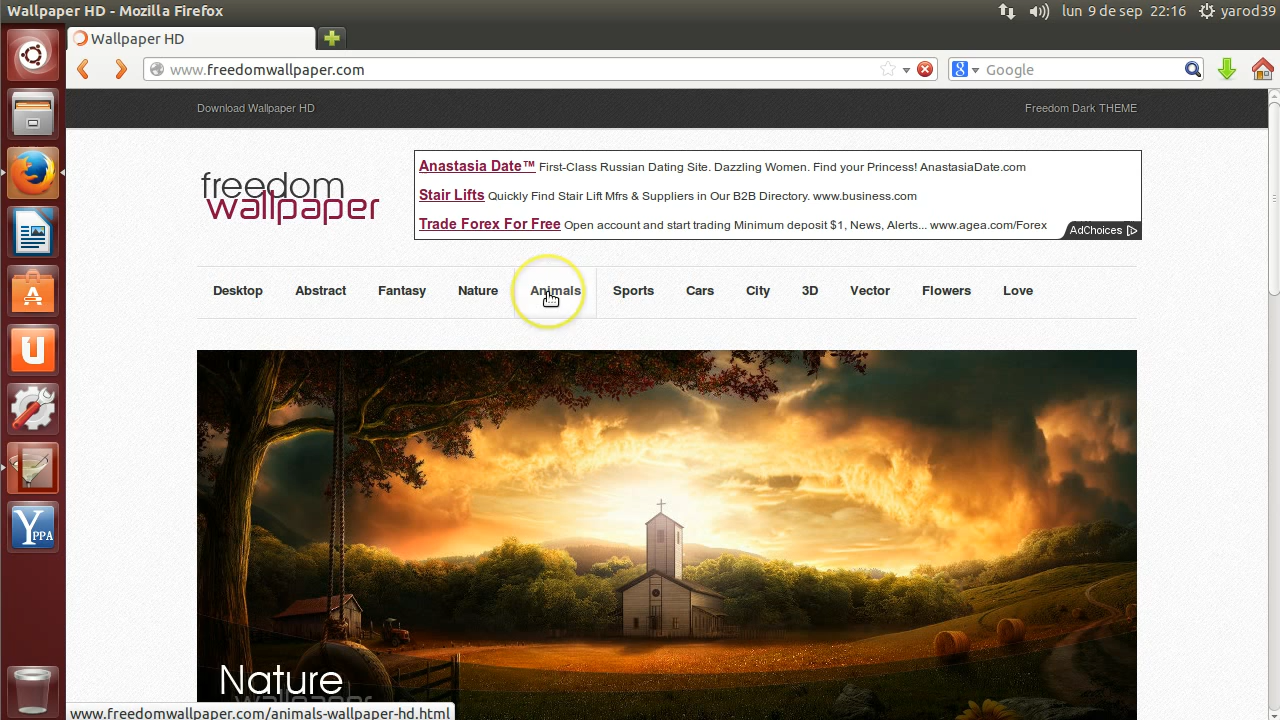 Wallpaper HD - Mozilla Firefox
lun 9 de sep 22:16 yarod39
Wallpaper HD
www.freedomwallpaper.com
8 Google
Download Wallpaper HD
Freedom Dark THEME
freedom
wallpaper
Anastasia Date™ First-Class Russian Dating Site. Dazzling Women. Find your Princess! AnastasiaDate.com
Stair Lifts Quickly Find Stair Lift Mfrs & Suppliers in Our B2B Directory. www.business.com
Trade Forex For Free Open account and start trading Minimum deposit $1, News, Alerts... www.agea.com/Forex
AdChoices
Desktop Abstract Fantasy Nature Animals Sports Cars City 3D Vector Flowers Love
Nature
wallpaper
YPPA
www.freedomwallpaper.com/animals-wallpaper-hd.html